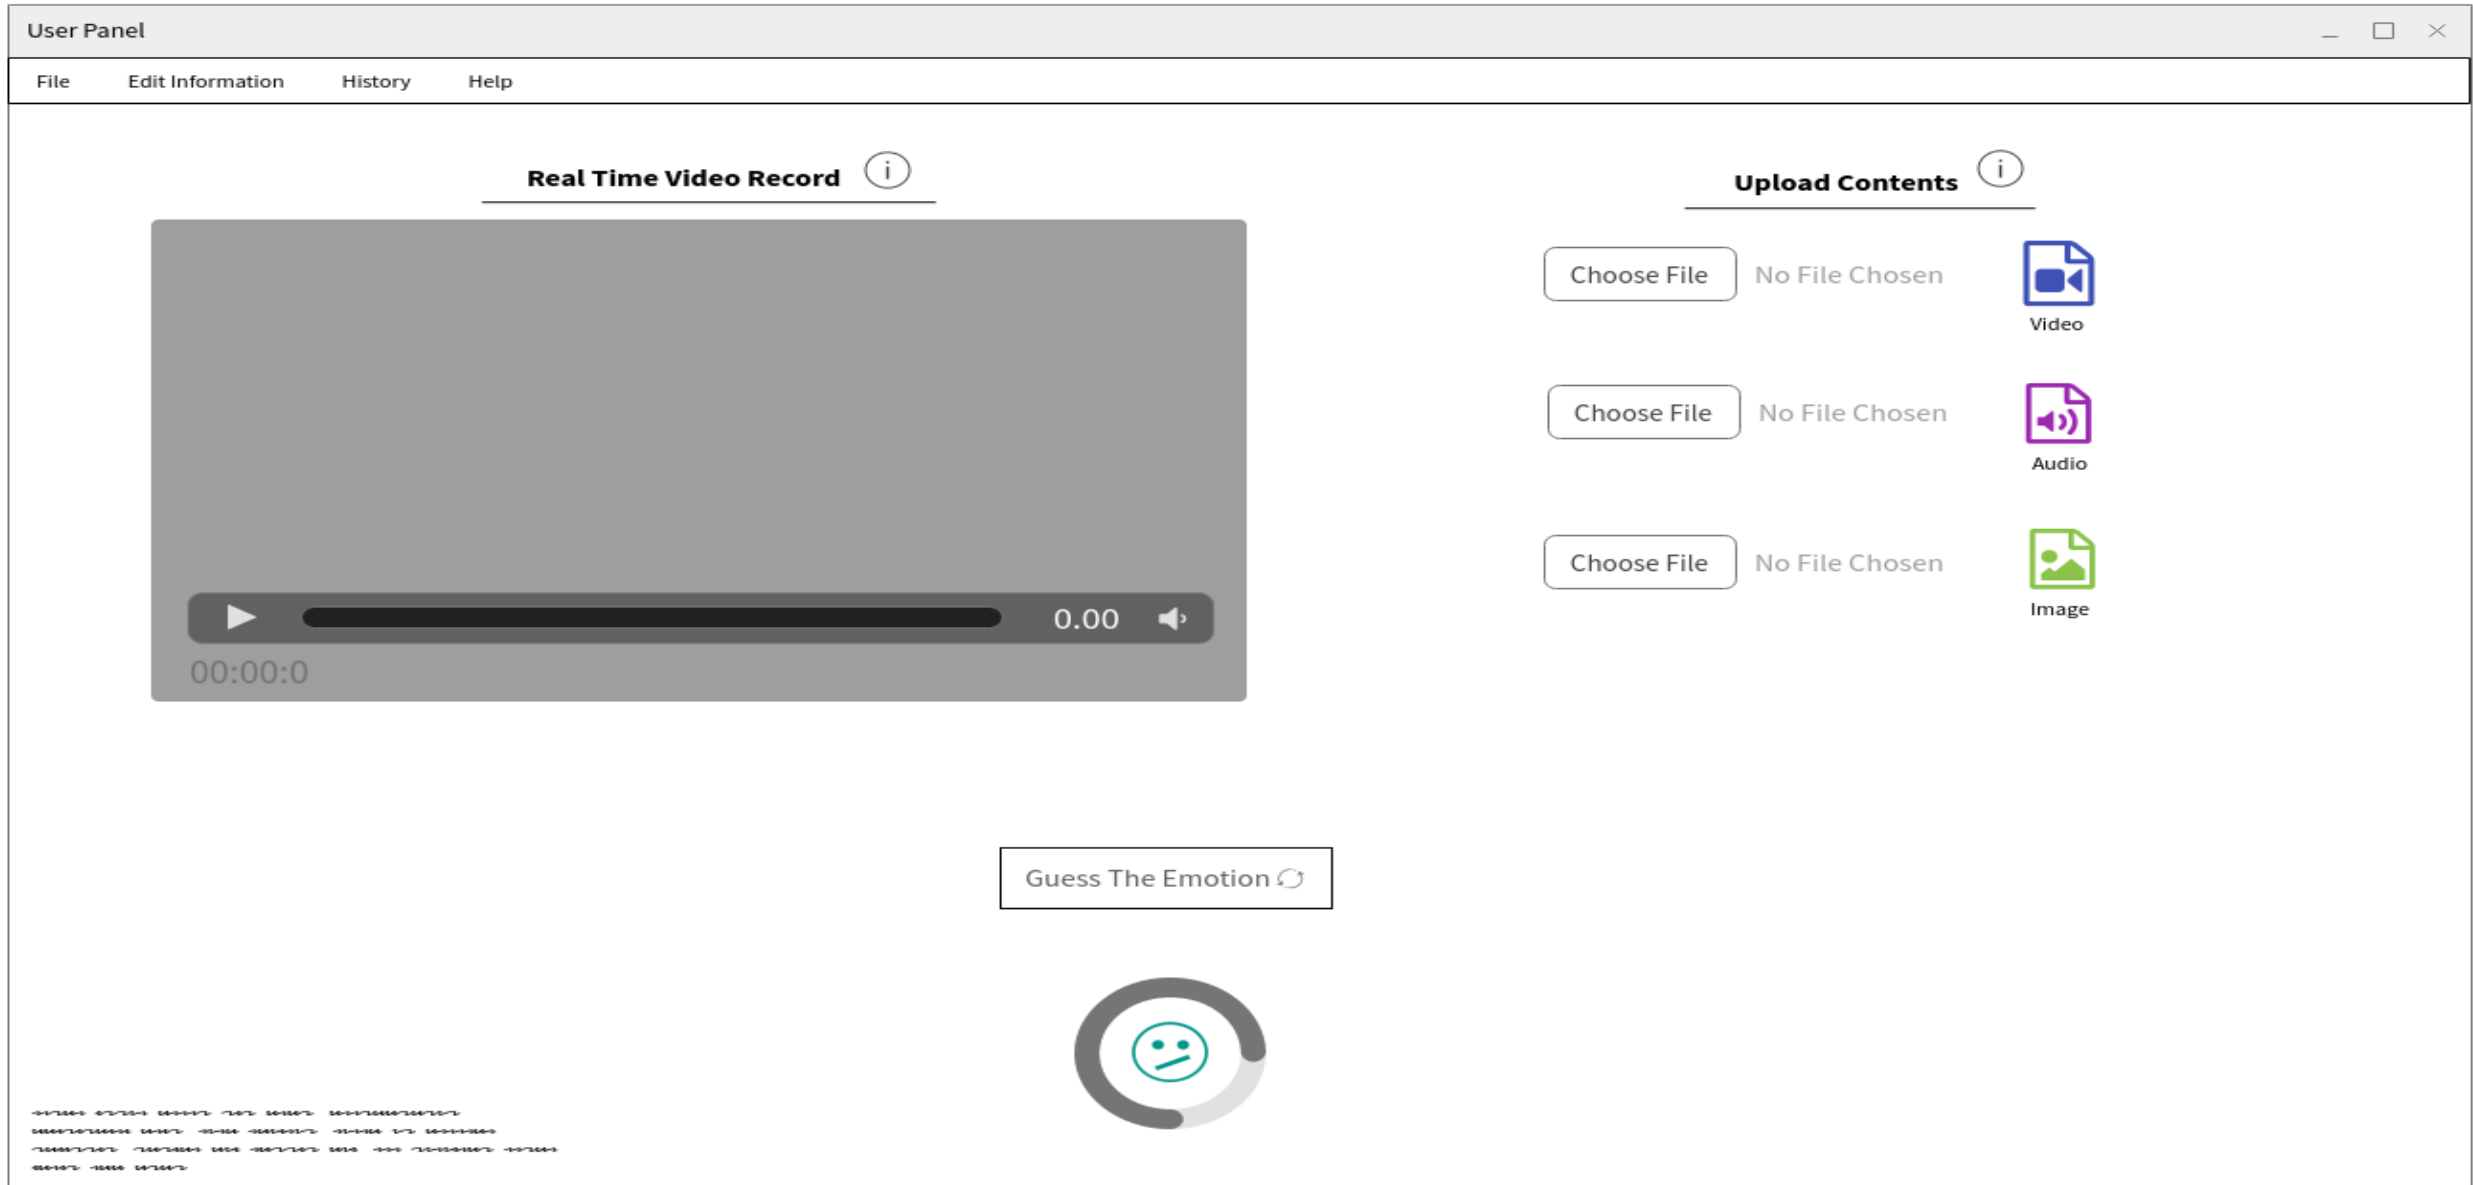 User Panel
File Edit Information History Help
Real Time Video Record i
Upload Contents i
Choose File No File Chosen
Video
Choose File No File Chosen
Audio
Choose File No File Chosen
Image
0.00
00:00:0
Guess The Emotion